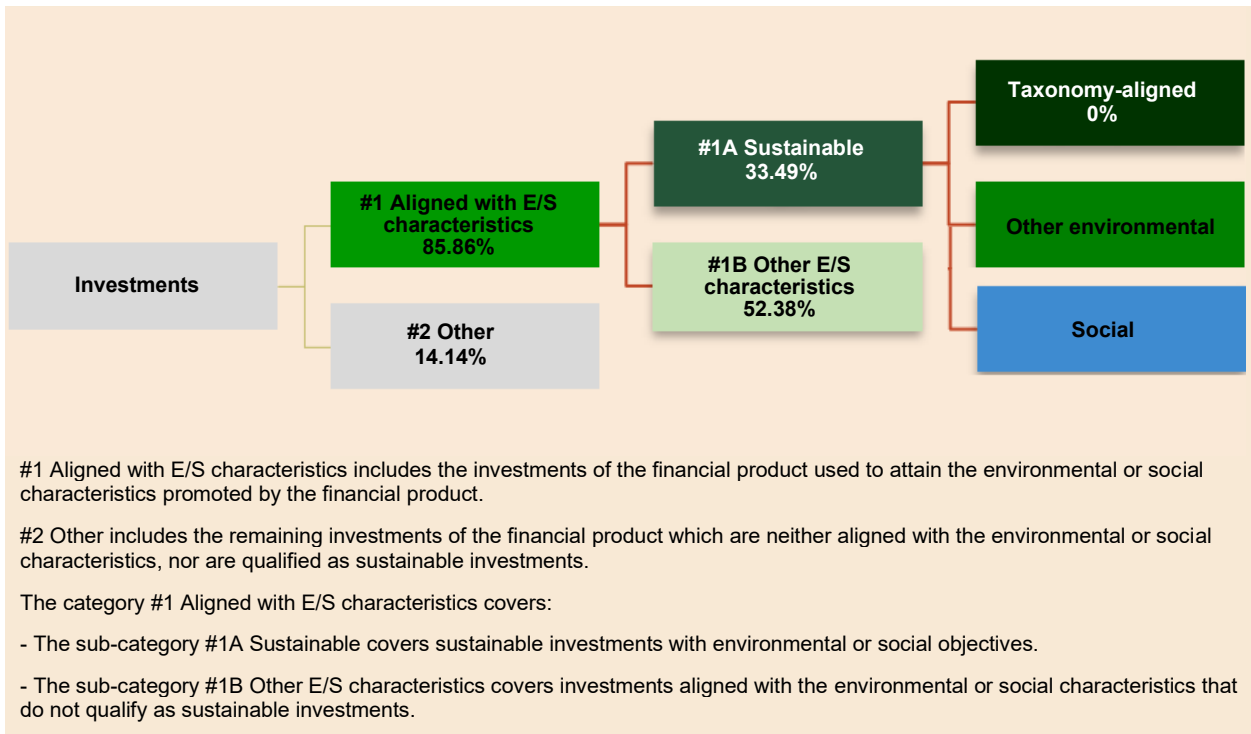 Investments
#1 Aligned with E/S
characteristics
85.86%
#2 Other
14.14%
#1A Sustainable
33.49%
#1B Other E/S
characteristics
52.38%
Taxonomy-aligned
0%
Other environmental
Social
#1 Aligned with E/S characteristics includes the investments of the financial product used to attain the environmental or social
characteristics promoted by the financial product.
#2 Other includes the remaining investments of the financial product which are neither aligned with the environmental or social
characteristics, nor are qualified as sustainable investments.
The category #1 Aligned with E/S characteristics covers:
- The sub-category #1A Sustainable covers sustainable investments with environmental or social objectives.
- The sub-category #1B Other E/S characteristics covers investments aligned with the environmental or social characteristics that
do not qualify as sustainable investments.